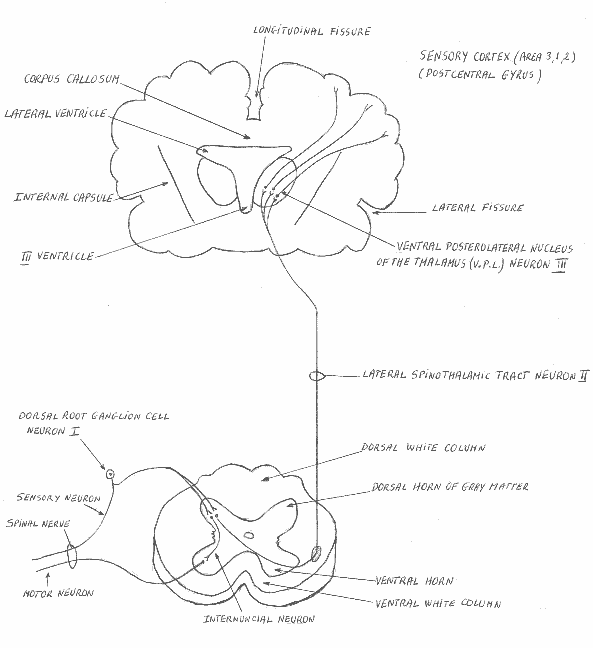 LONGITUDINAL FISSURE
SENSORY CORTEX (AREA 3,1,2)
(POSTCENTRAL GYRUS)
CORPUS CALLOSUM
LATERAL VENTRICLE
INTERNAL CAPSULE
LATERAL FISSURE
III VENTRICLE
VENTRAL POSTEROLATERAL NUCLEUS
OF THE THALAMUS (V.P.L.) NEURON III
LATERAL SPINOTHALAMIC TRACT NEURON II
DORSAL ROOT GANGLION CELL
NEURON I
DORSAL WHITE COLUMN
DORSAL HORN OF GRAY MATTER
SENSORY NEURON
SPINAL NERVE
MOTOR NEURON
VENTRAL HORN
VENTRAL WHITE COLUMN
INTERNUNCIAL NEURON